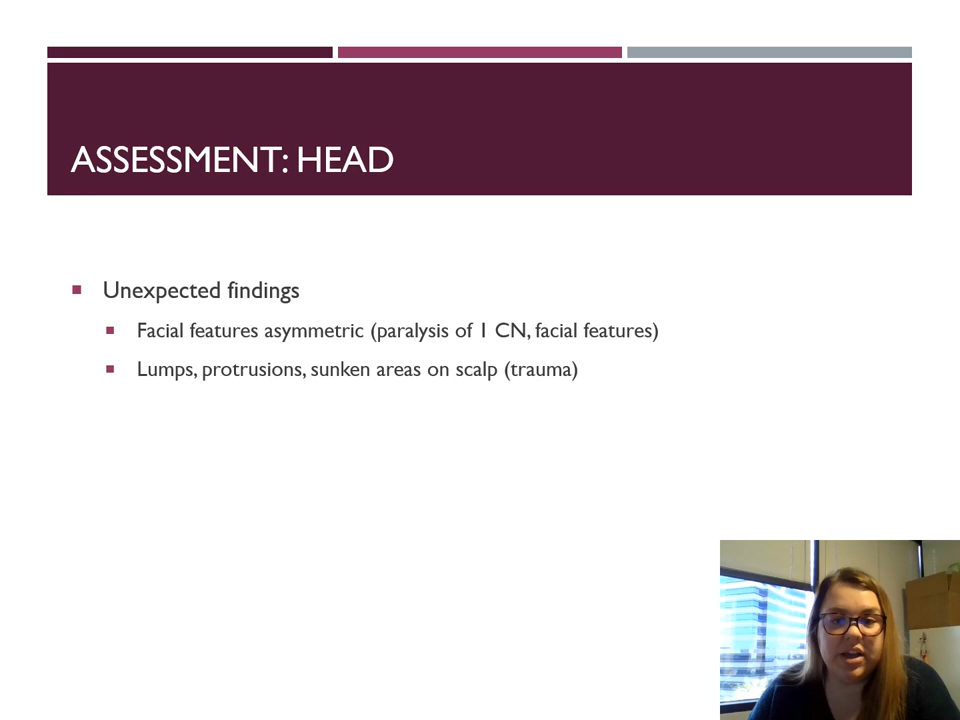 ASSESSMENT: HEAD
Unexpected findings
Facial features asymmetric (paralysis of 1 CN, facial features)
Lumps, protrusions, sunken areas on scalp (trauma)